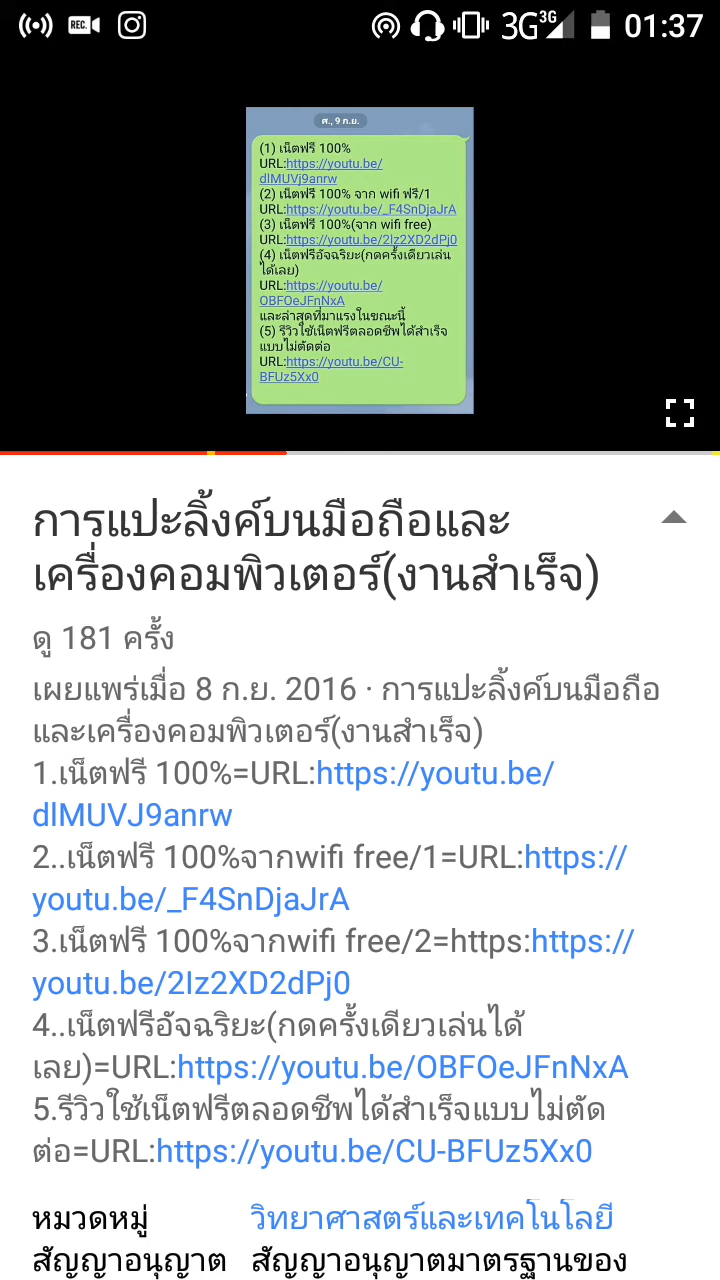 REC.
3G 3G 01:37
ศ., 9 ก.ย.
(1) เน็ตฟรี 100%
URL:https://youtu.be/
dlMUVj9anrw
(2) เน็ตฟรี 100% จาก wifi ฟรี/1
URL:https://youtu.be/_F4SnDjaJrA
(3) เน็ตฟรี 100%(จาก wifi free)
URL:https://youtu.be/2Iz2XD2dPj0
(4) เน็ตฟรีอัจฉริยะ(กดครั้งเดียวเล่น
ได้เลย)
URL:https://youtu.be/
OBFOeJFnNxA
และล่าสุดที่มาแรงในขณะนี้
(5) รีวิวใช้เน็ตฟรีตลอดชีพได้สำเร็จ
แบบไม่ตัดต่อ
URL:https://youtu.be/CU-
BFUz5Xx0
การแปะลิ้งค์บนมือถือและ
เครื่องคอมพิวเตอร์(งานสำเร็จ)
ดู 181 ครั้ง
เผยแพร่เมื่อ 8 ก.ย. 2016 · การแปะลิ้งค์บนมือถือ
และเครื่องคอมพิวเตอร์(งานสำเร็จ)
1.เน็ตฟรี 100%=URL:https://youtu.be/
dlMUVJ9anrw
2..เน็ตฟรี 100%จากwifi free/1=URL:https://
youtu.be/_F4SnDjaJrA
3.เน็ตฟรี 100%จากwifi free/2=https:https://
youtu.be/2Iz2XD2dPj0
4..เน็ตฟรีอัจฉริยะ(กดครั้งเดียวเล่นได้
เลย)=URL:https://youtu.be/OBFOeJFnNxA
5.รีวิวใช้เน็ตฟรีตลอดชีพได้สำเร็จแบบไม่ตัด
ต่อ=URL:https://youtu.be/CU-BFUz5Xx0
หมวดหมู่ วิทยาศาสตร์และเทคโนโลยี
สัญญาอนุญาต สัญญาอนุญาตมาตรฐานของ